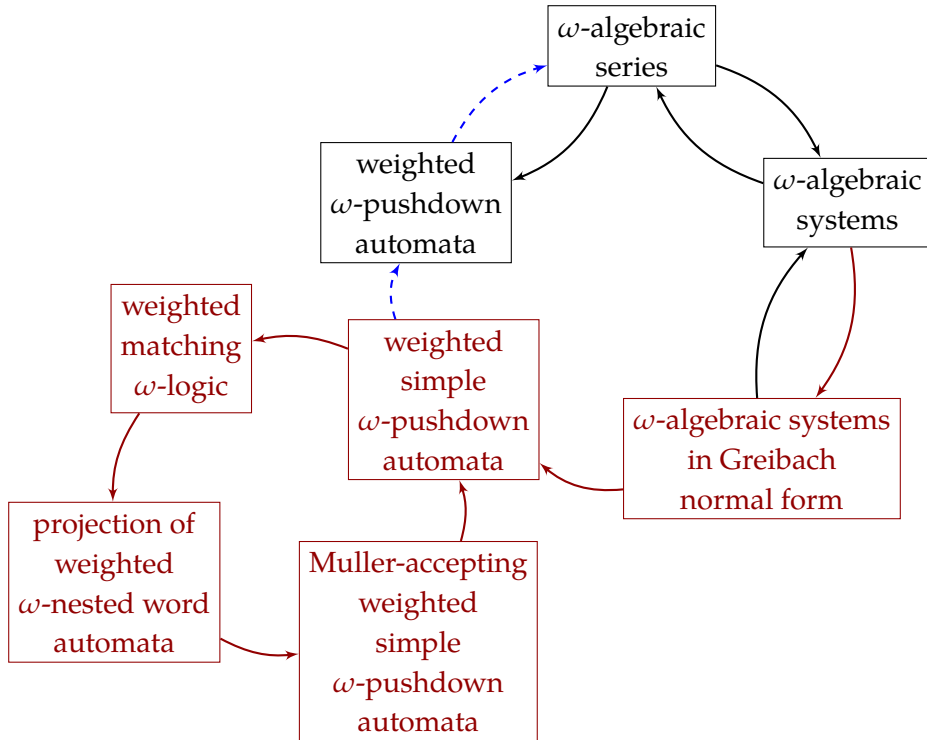 ω-algebraic
series
weighted
ω-pushdown
automata
ω-algebraic
systems
weighted
matching
ω-logic
weighted
simple
ω-pushdown
automata
ω-algebraic systems
in Greibach
normal form
projection of
weighted
ω-nested word
automata
Muller-accepting
weighted
simple
ω-pushdown
automata